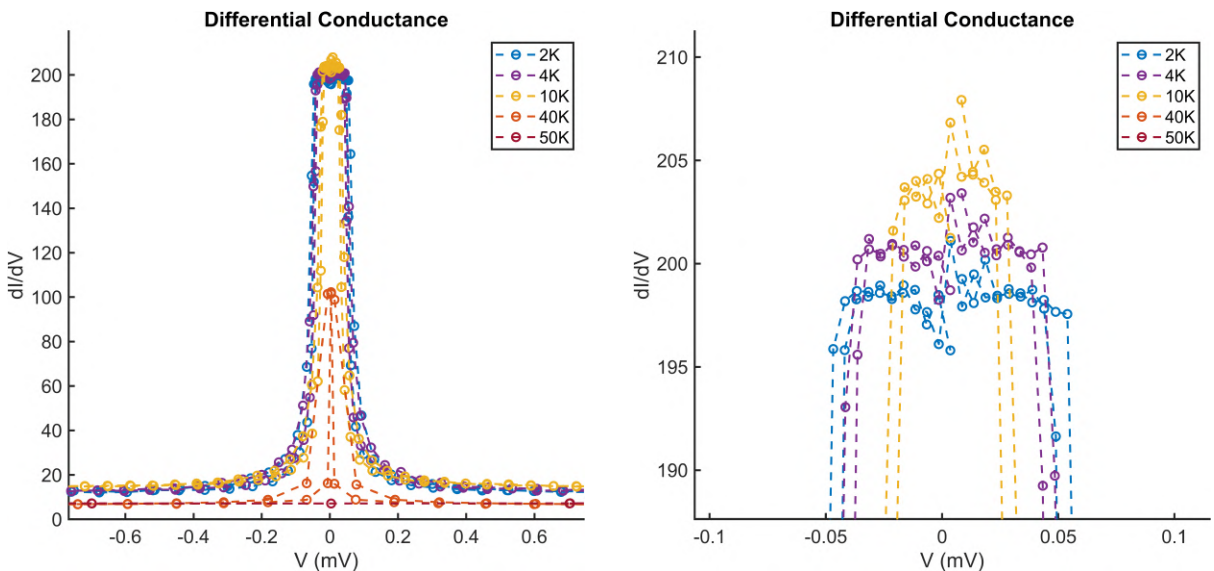 Differential Conductance
dI/dV
200
180
160
140
120
100
80
60
40
20
0
-0.6
-0.4
-0.2
0
0.2
0.4
0.6
V (mV)
2K
4K
10K
40K
50K
Differential Conductance
dI/dV
210
205
200
195
190
-0.1
-0.05
0
0.05
0.1
V (mV)
2K
4K
10K
40K
50K